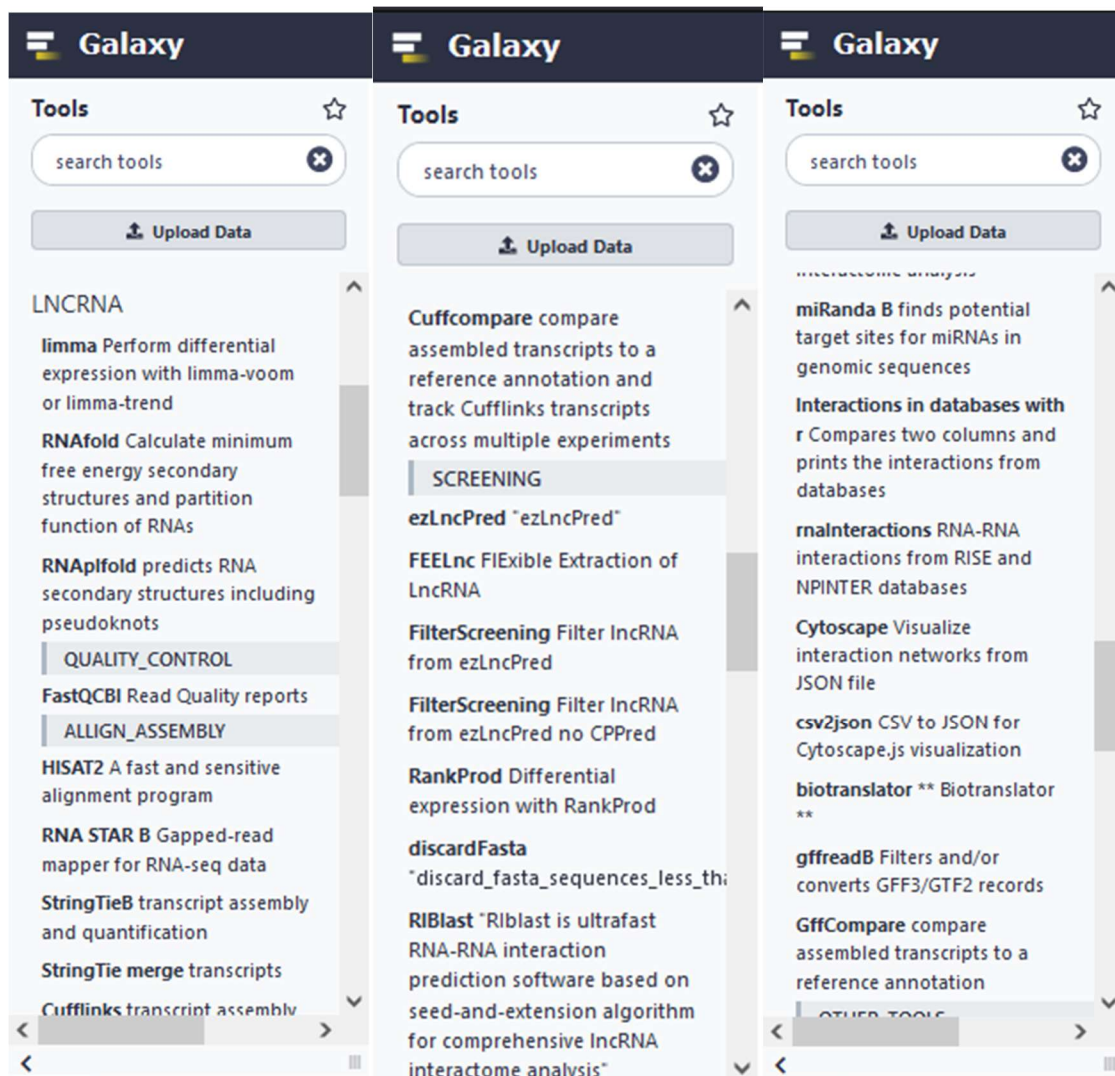 Galaxy
Tools
search tools
Upload Data
LNCRNA
limma Perform differential
expression with limma-voom
or limma-trend
RNAfold Calculate minimum
free energy secondary
structures and partition
function of RNAs
RNAplfold predicts RNA
secondary structures including
pseudoknots
QUALITY_CONTROL
FastQCBI Read Quality reports
ALLIGN_ASSEMBLY
HISAT2 A fast and sensitive
alignment program
RNA STAR B Gapped-read
mapper for RNA-seq data
StringTieB transcript assembly
and quantification
StringTie merge transcripts
Cufflinks transcript assembly
Galaxy
Tools
search tools
Upload Data
Cuffcompare compare
assembled transcripts to a
reference annotation and
track Cufflinks transcripts
across multiple experiments
SCREENING
ezLncPred "ezLncPred"
FEELnc FlExible Extraction of
LncRNA
FilterScreening Filter lncRNA
from ezLncPred
FilterScreening Filter lncRNA
from ezLncPred no CPPred
RankProd Differential
expression with RankProd
discardFasta
"discard_fasta_sequences_less_tha
RIBlast "RIblast is ultrafast
RNA-RNA interaction
prediction software based on
seed-and-extension algorithm
for comprehensive lncRNA
interactome analysis"
Galaxy
Tools
search tools
Upload Data
interactome analysis
miRanda B finds potential
target sites for miRNAs in
genomic sequences
Interactions in databases with
r Compares two columns and
prints the interactions from
databases
rnaInteractions RNA-RNA
interactions from RISE and
NPINTER databases
Cytoscape Visualize
interaction networks from
JSON file
csv2json CSV to JSON for
Cytoscape.js visualization
biotranslator ** Biotranslator
**
gffreadB Filters and/or
converts GFF3/GTF2 records
GffCompare compare
assembled transcripts to a
reference annotation
OTHER_TOOLS